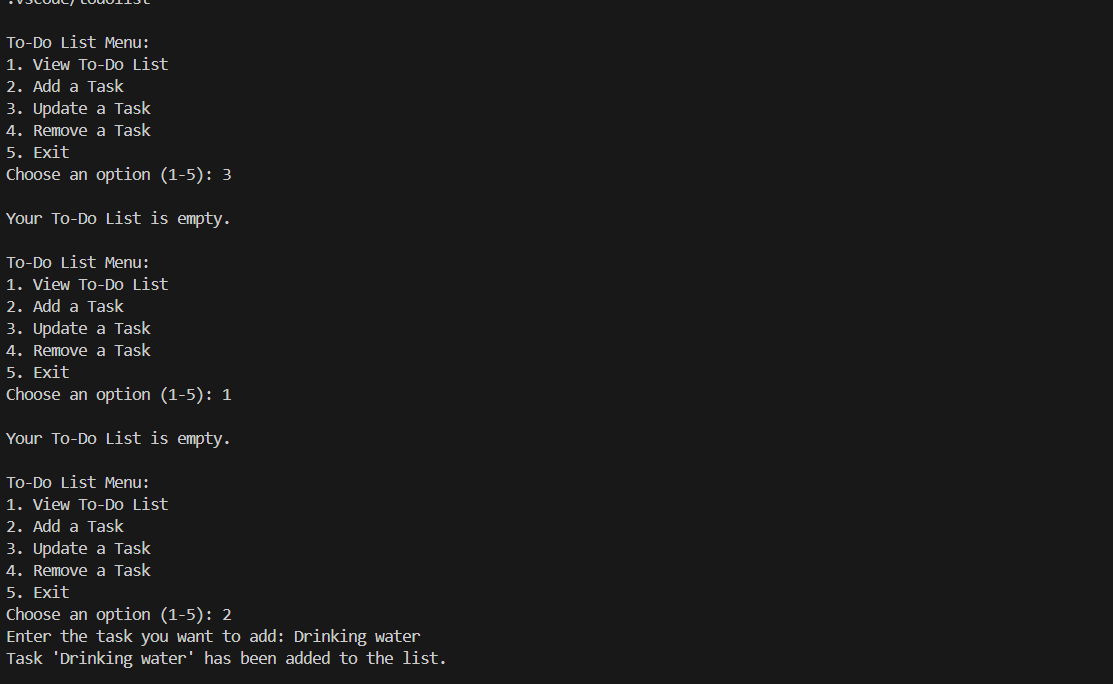 .vscode/todolist
To-Do List Menu:
1. View To-Do List
2. Add a Task
3. Update a Task
4. Remove a Task
5. Exit
Choose an option (1-5): 3
Your To-Do List is empty.
To-Do List Menu:
1. View To-Do List
2. Add a Task
3. Update a Task
4. Remove a Task
5. Exit
Choose an option (1-5): 1
Your To-Do List is empty.
To-Do List Menu:
1. View To-Do List
2. Add a Task
3. Update a Task
4. Remove a Task
5. Exit
Choose an option (1-5): 2
Enter the task you want to add: Drinking water
Task 'Drinking water' has been added to the list.